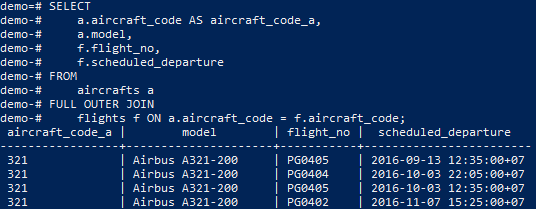 demo=# SELECT
demo-#     a.aircraft_code AS aircraft_code_a,
demo-#     a.model,
demo-#     f.flight_no,
demo-#     f.scheduled_departure
demo-# FROM
demo-#     aircrafts a
demo-# FULL OUTER JOIN
demo-#     flights f ON a.aircraft_code = f.aircraft_code;
 aircraft_code_a |        model        | flight_no |  scheduled_departure
-----------------+---------------------+-----------+------------------------
 321             | Airbus A321-200     | PG0405    | 2016-09-13 12:35:00+07
 321             | Airbus A321-200     | PG0404    | 2016-10-03 22:05:00+07
 321             | Airbus A321-200     | PG0405    | 2016-10-03 12:35:00+07
 321             | Airbus A321-200     | PG0402    | 2016-11-07 15:25:00+07